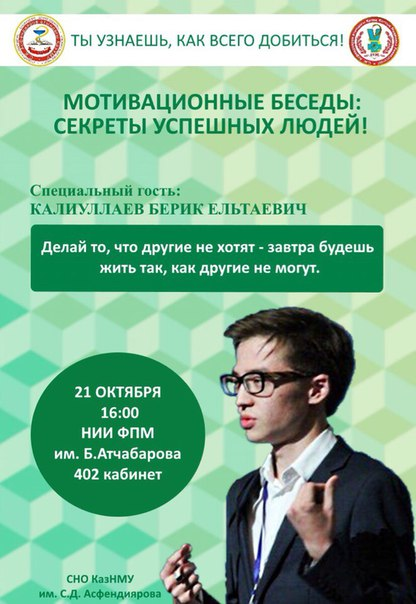 ТЫ УЗНАЕШЬ, КАК ВСЕГО ДОБИТЬСЯ!
МОТИВАЦИОННЫЕ БЕСЕДЫ:
СЕКРЕТЫ УСПЕШНЫХ ЛЮДЕЙ!
Специальный гость:
КАЛИУЛЛАЕВ БЕРИК ЕЛЬТАЕВИЧ
Делай то, что другие не хотят - завтра будешь
жить так, как другие не могут.
21 ОКТЯБРЯ
16:00
НИИ ФПМ
им. Б.Атчабарова
402 кабинет
СНО КазНМУ
им. С.Д. Асфендиярова